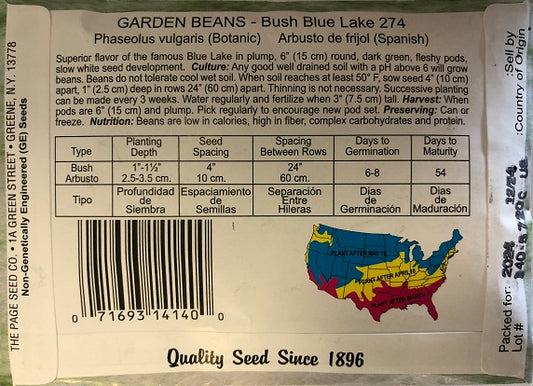 GARDEN BEANS - Bush Blue Lake 274
Phaseolus vulgaris (Botanic) Arbusto de frijol (Spanish)
Superior flavor of the famous Blue Lake in plump, 6" (15 cm) round, dark green, fleshy pods,
slow white seed development. Culture: Any good well drained soil with a pH above 6 will grow
beans. Beans do not tolerate cool wet soil. When soil reaches at least 50° F, sow seed 4" (10 cm)
apart, 1" (2.5 cm) deep in rows 24" (60 cm) apart. Thinning is not necessary. Successive planting
can be made every 3 weeks. Water regularly and fertilize when 3" (7.5 cm) tall. Harvest: When
pods are 6" (15 cm) and plump. Pick regularly to encourage new pod set. Preserving: Can or
freeze. Nutrition: Beans are low in calories, high in fiber, complex carbohydrates and protein.
Type Planting Depth Seed Spacing Spacing Between Rows Days to Germination Days to Maturity
Bush Arbusto 1"-1½" 2.5-3.5 cm. 4" 10 cm. 24" 60 cm. 6-8 54
Tipo Profundidad de Siembra Espaciamiento de Semillas Separación Entre Hileras Dias de Germinación Dias de Maduración
0 71693 14140 0
PLANT AFTER MAY 15
PLANT AFTER APRIL 15
PLANT AFTER MARCH
Quality Seed Since 1896
THE PAGE SEED CO. • 1A GREEN STREET • GREENE, N.Y. 13778
Non-Genetically Engineered (GE) Seeds
Packed for: 2024 12/24 :Sell by
Lot# US :Country of Origin